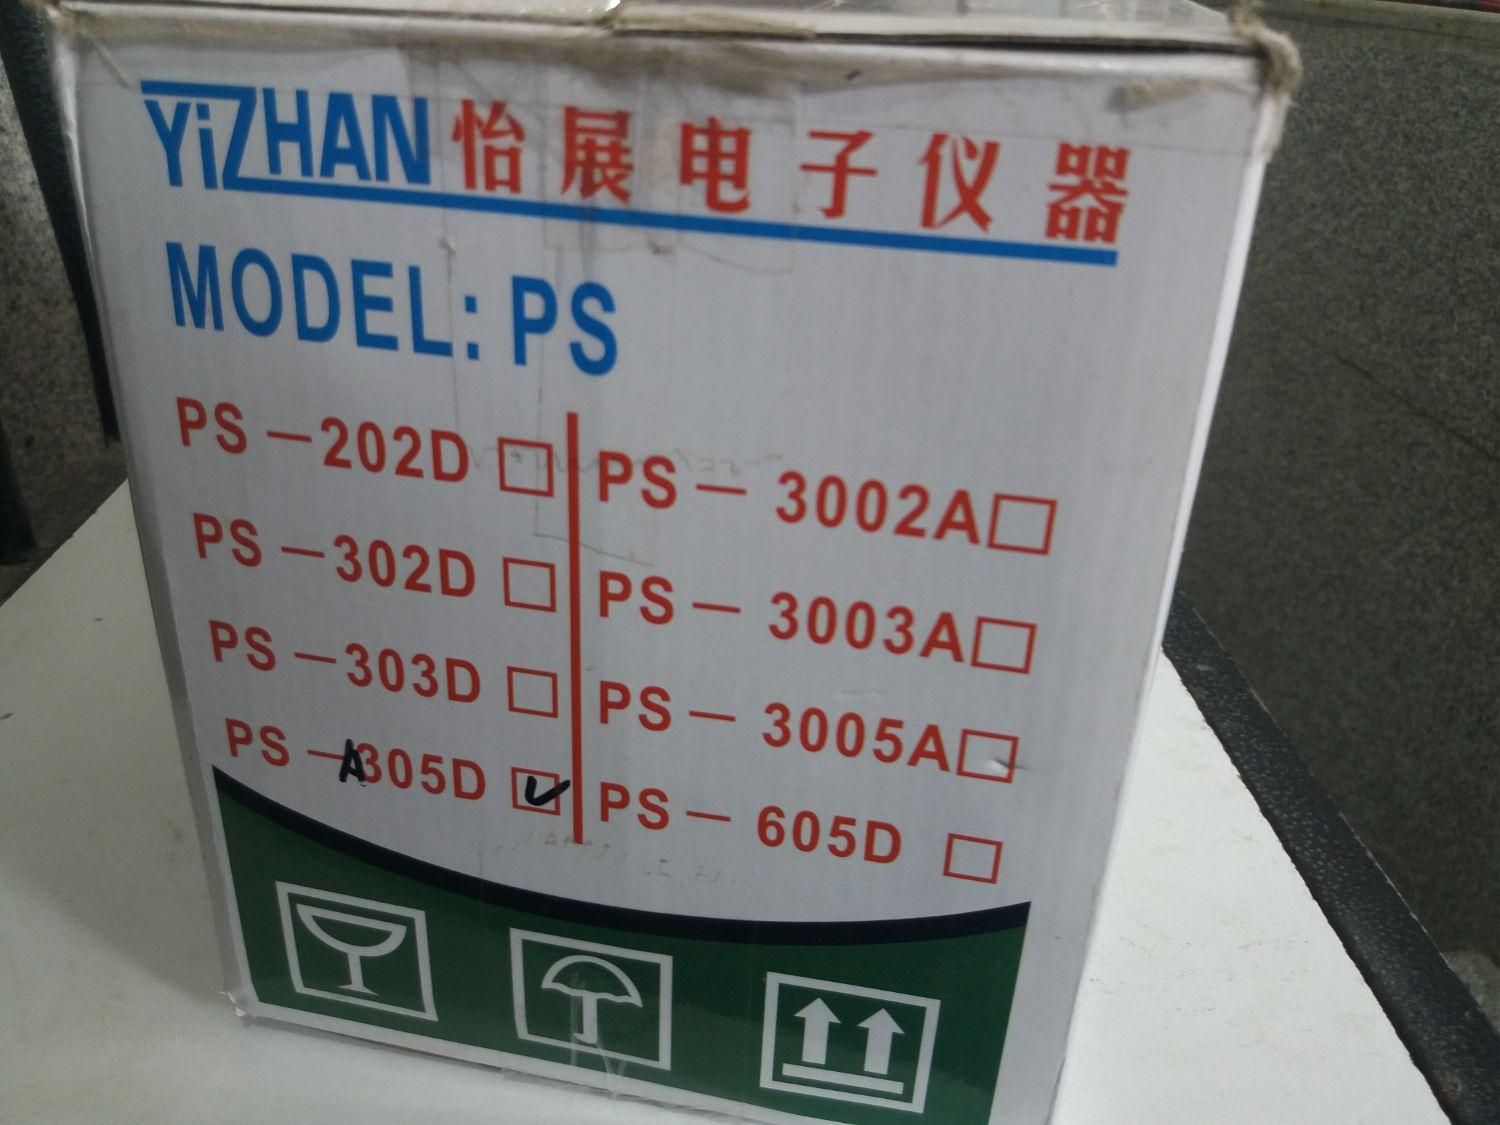 YiZHAN 怡展电子仪器
MODEL: PS
PS-202D
PS-302D
PS-303D
PS-A305D
PS-3002A
PS-3003A
PS-3005A
PS-605D